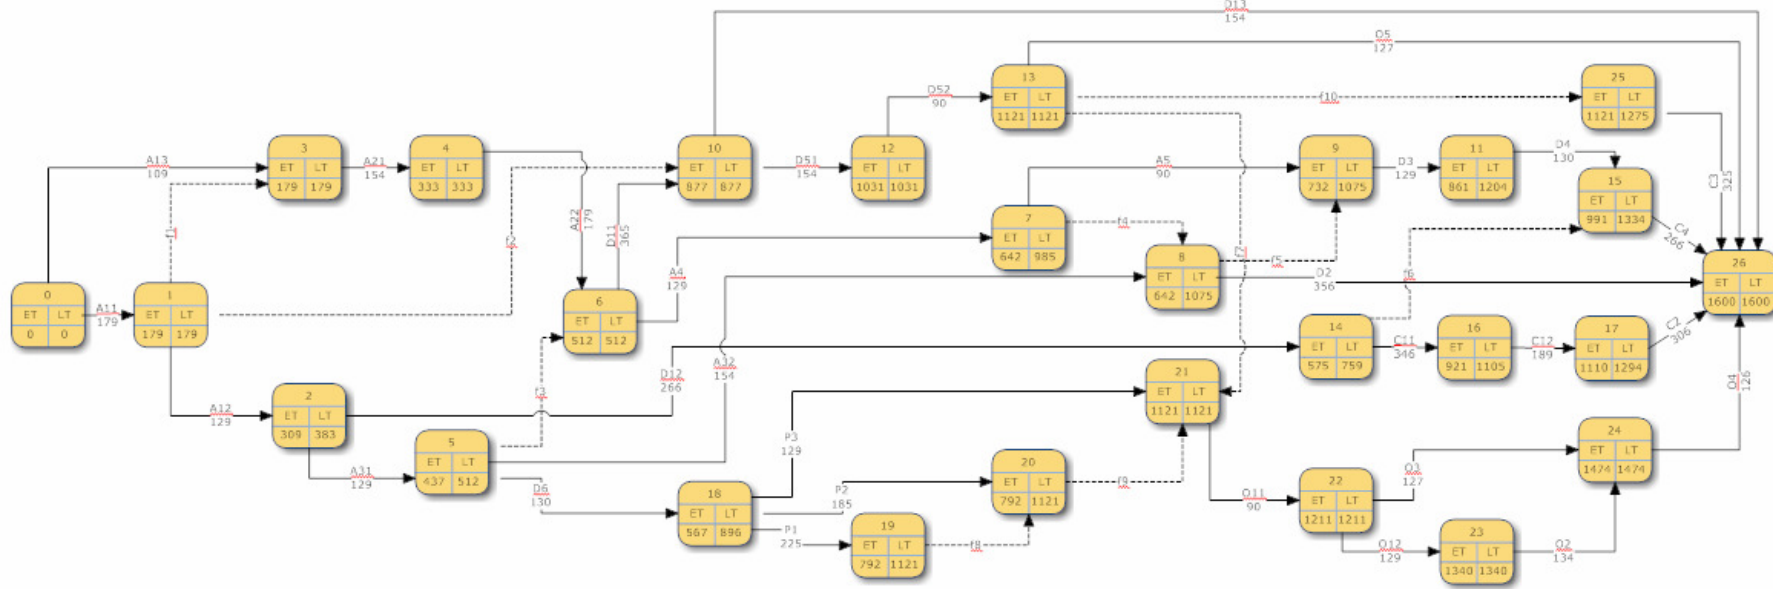 D13
154
O5
127
13
ET LT
1121 1121
D52
90
f10
25
ET LT
1121 1275
3
ET LT
179 179
A13
109
A21
154
4
ET LT
333 333
10
ET LT
877 877
D51
154
12
ET LT
1031 1031
A5
90
9
ET LT
732 1075
D3
129
11
ET LT
861 1204
D4
130
15
ET LT
991 1334
C3
325
C4
266
f1
f2
A22
179
D11
365
7
ET LT
642 985
f4
f7
8
ET LT
642 1075
f5
f6
D2
356
26
ET LT
1600 1600
0
ET LT
0 0
A11
179
1
ET LT
179 179
6
ET LT
512 512
A4
129
14
ET LT
575 759
C11
346
16
ET LT
921 1105
C12
189
17
ET LT
1110 1294
C2
306
O4
126
A32
154
D12
266
21
ET LT
1121 1121
2
ET LT
309 383
A12
129
f3
5
ET LT
437 512
A31
129
D6
130
P3
129
18
ET LT
567 896
P2
185
P1
225
20
ET LT
792 1121
f9
19
ET LT
792 1121
f8
O11
90
22
ET LT
1211 1211
O3
127
24
ET LT
1474 1474
O12
129
23
ET LT
1340 1340
O2
134